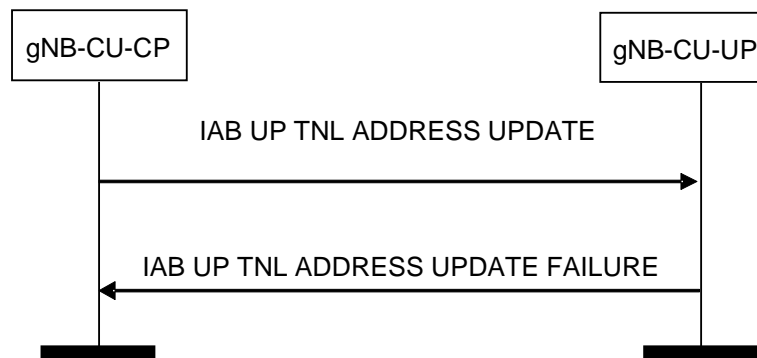 gNB-CU-CP
gNB-CU-UP
IAB UP TNL ADDRESS UPDATE
IAB UP TNL ADDRESS UPDATE FAILURE